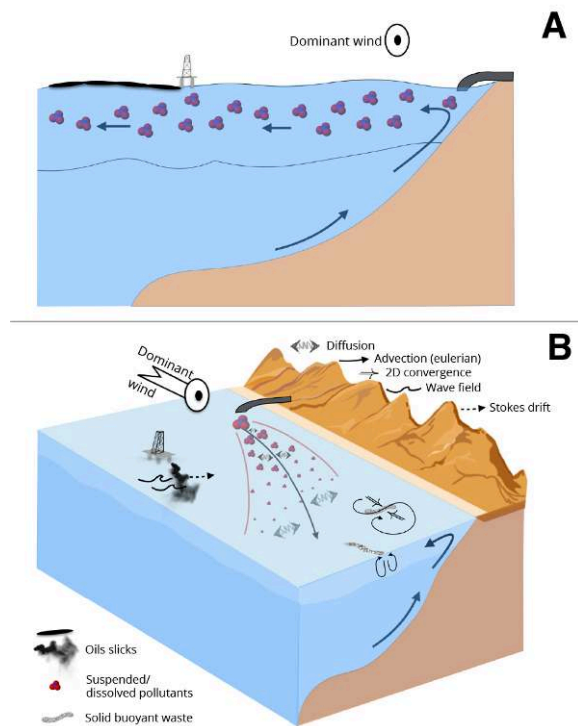 A
Dominant wind
B
Dominant
wind
Diffusion
Advection (eulerian)
2D convergence
Wave field
Stokes drift
Oils slicks
Suspended/
dissolved pollutants
Solid buoyant waste